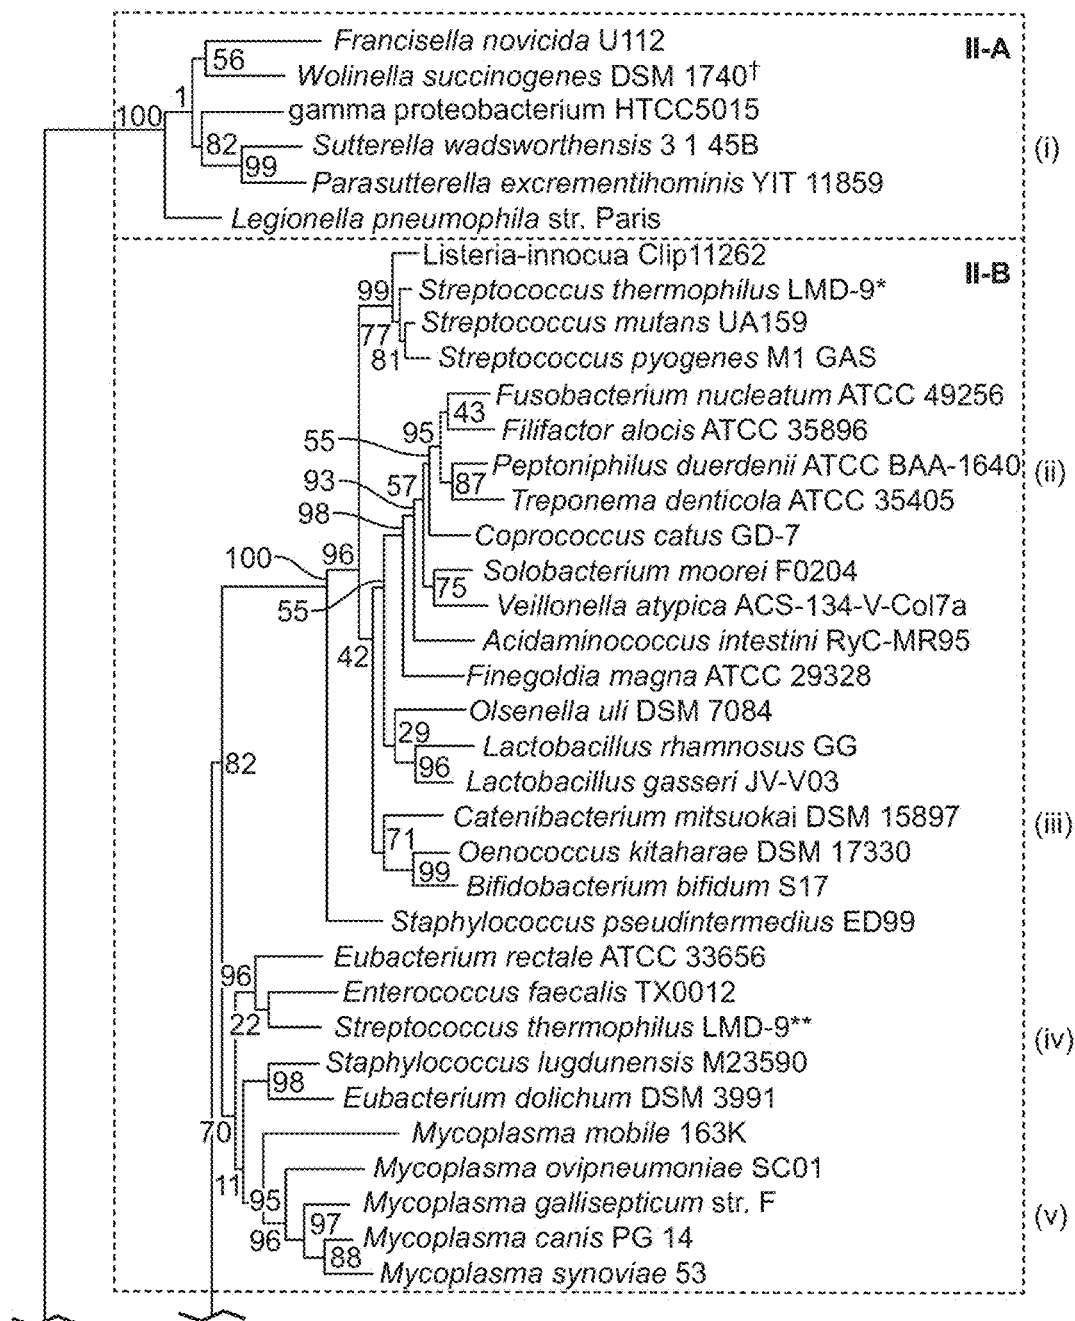 Francisella novicida U112
II-A
56
Wolinella succinogenes DSM 1740†
1
gamma proteobacterium HTCC5015
100
82
Sutterella wadsworthensis 3 1 45B
(i)
99
Parasutterella excrementihominis YIT 11859
Legionella pneumophila str. Paris
Listeria-innocua Clip11262
II-B
99
Streptococcus thermophilus LMD-9*
77
Streptococcus mutans UA159
81
Streptococcus pyogenes M1 GAS
Fusobacterium nucleatum ATCC 49256
43
55
95
Filifactor alocis ATCC 35896
Peptoniphilus duerdenii ATCC BAA-1640
(ii)
93
57
87
Treponema denticola ATCC 35405
98
Coprococcus catus GD-7
100
96
Solobacterium moorei F0204
75
55
Veillonella atypica ACS-134-V-Col7a
Acidaminococcus intestini RyC-MR95
42
Finegoldia magna ATCC 29328
Olsenella uli DSM 7084
29
Lactobacillus rhamnosus GG
82
96
Lactobacillus gasseri JV-V03
Catenibacterium mitsuokai DSM 15897
(iii)
71
Oenococcus kitaharae DSM 17330
99
Bifidobacterium bifidum S17
Staphylococcus pseudintermedius ED99
Eubacterium rectale ATCC 33656
96
Enterococcus faecalis TX0012
22
Streptococcus thermophilus LMD-9**
(iv)
Staphylococcus lugdunensis M23590
98
Eubacterium dolichum DSM 3991
70
Mycoplasma mobile 163K
Mycoplasma ovipneumoniae SC01
11
95
Mycoplasma gallisepticum str. F
(v)
97
96
Mycoplasma canis PG 14
88
Mycoplasma synoviae 53